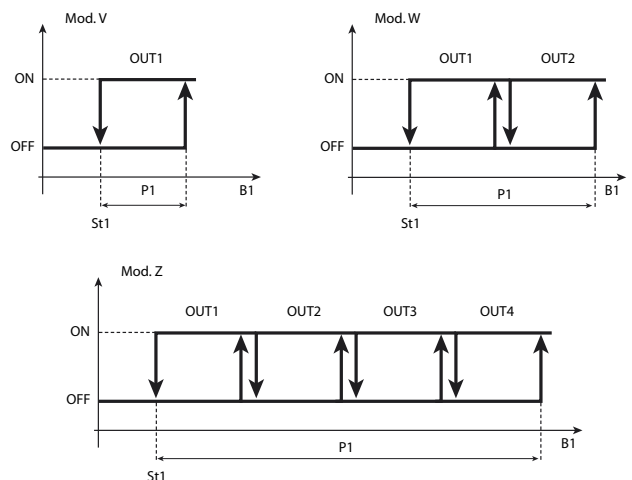 Mod. V
OUT1
ON
OFF
P1
B1
St1
Mod. W
OUT1 OUT2
ON
OFF
P1
B1
St1
Mod. Z
OUT1 OUT2 OUT3 OUT4
ON
OFF
P1
B1
St1